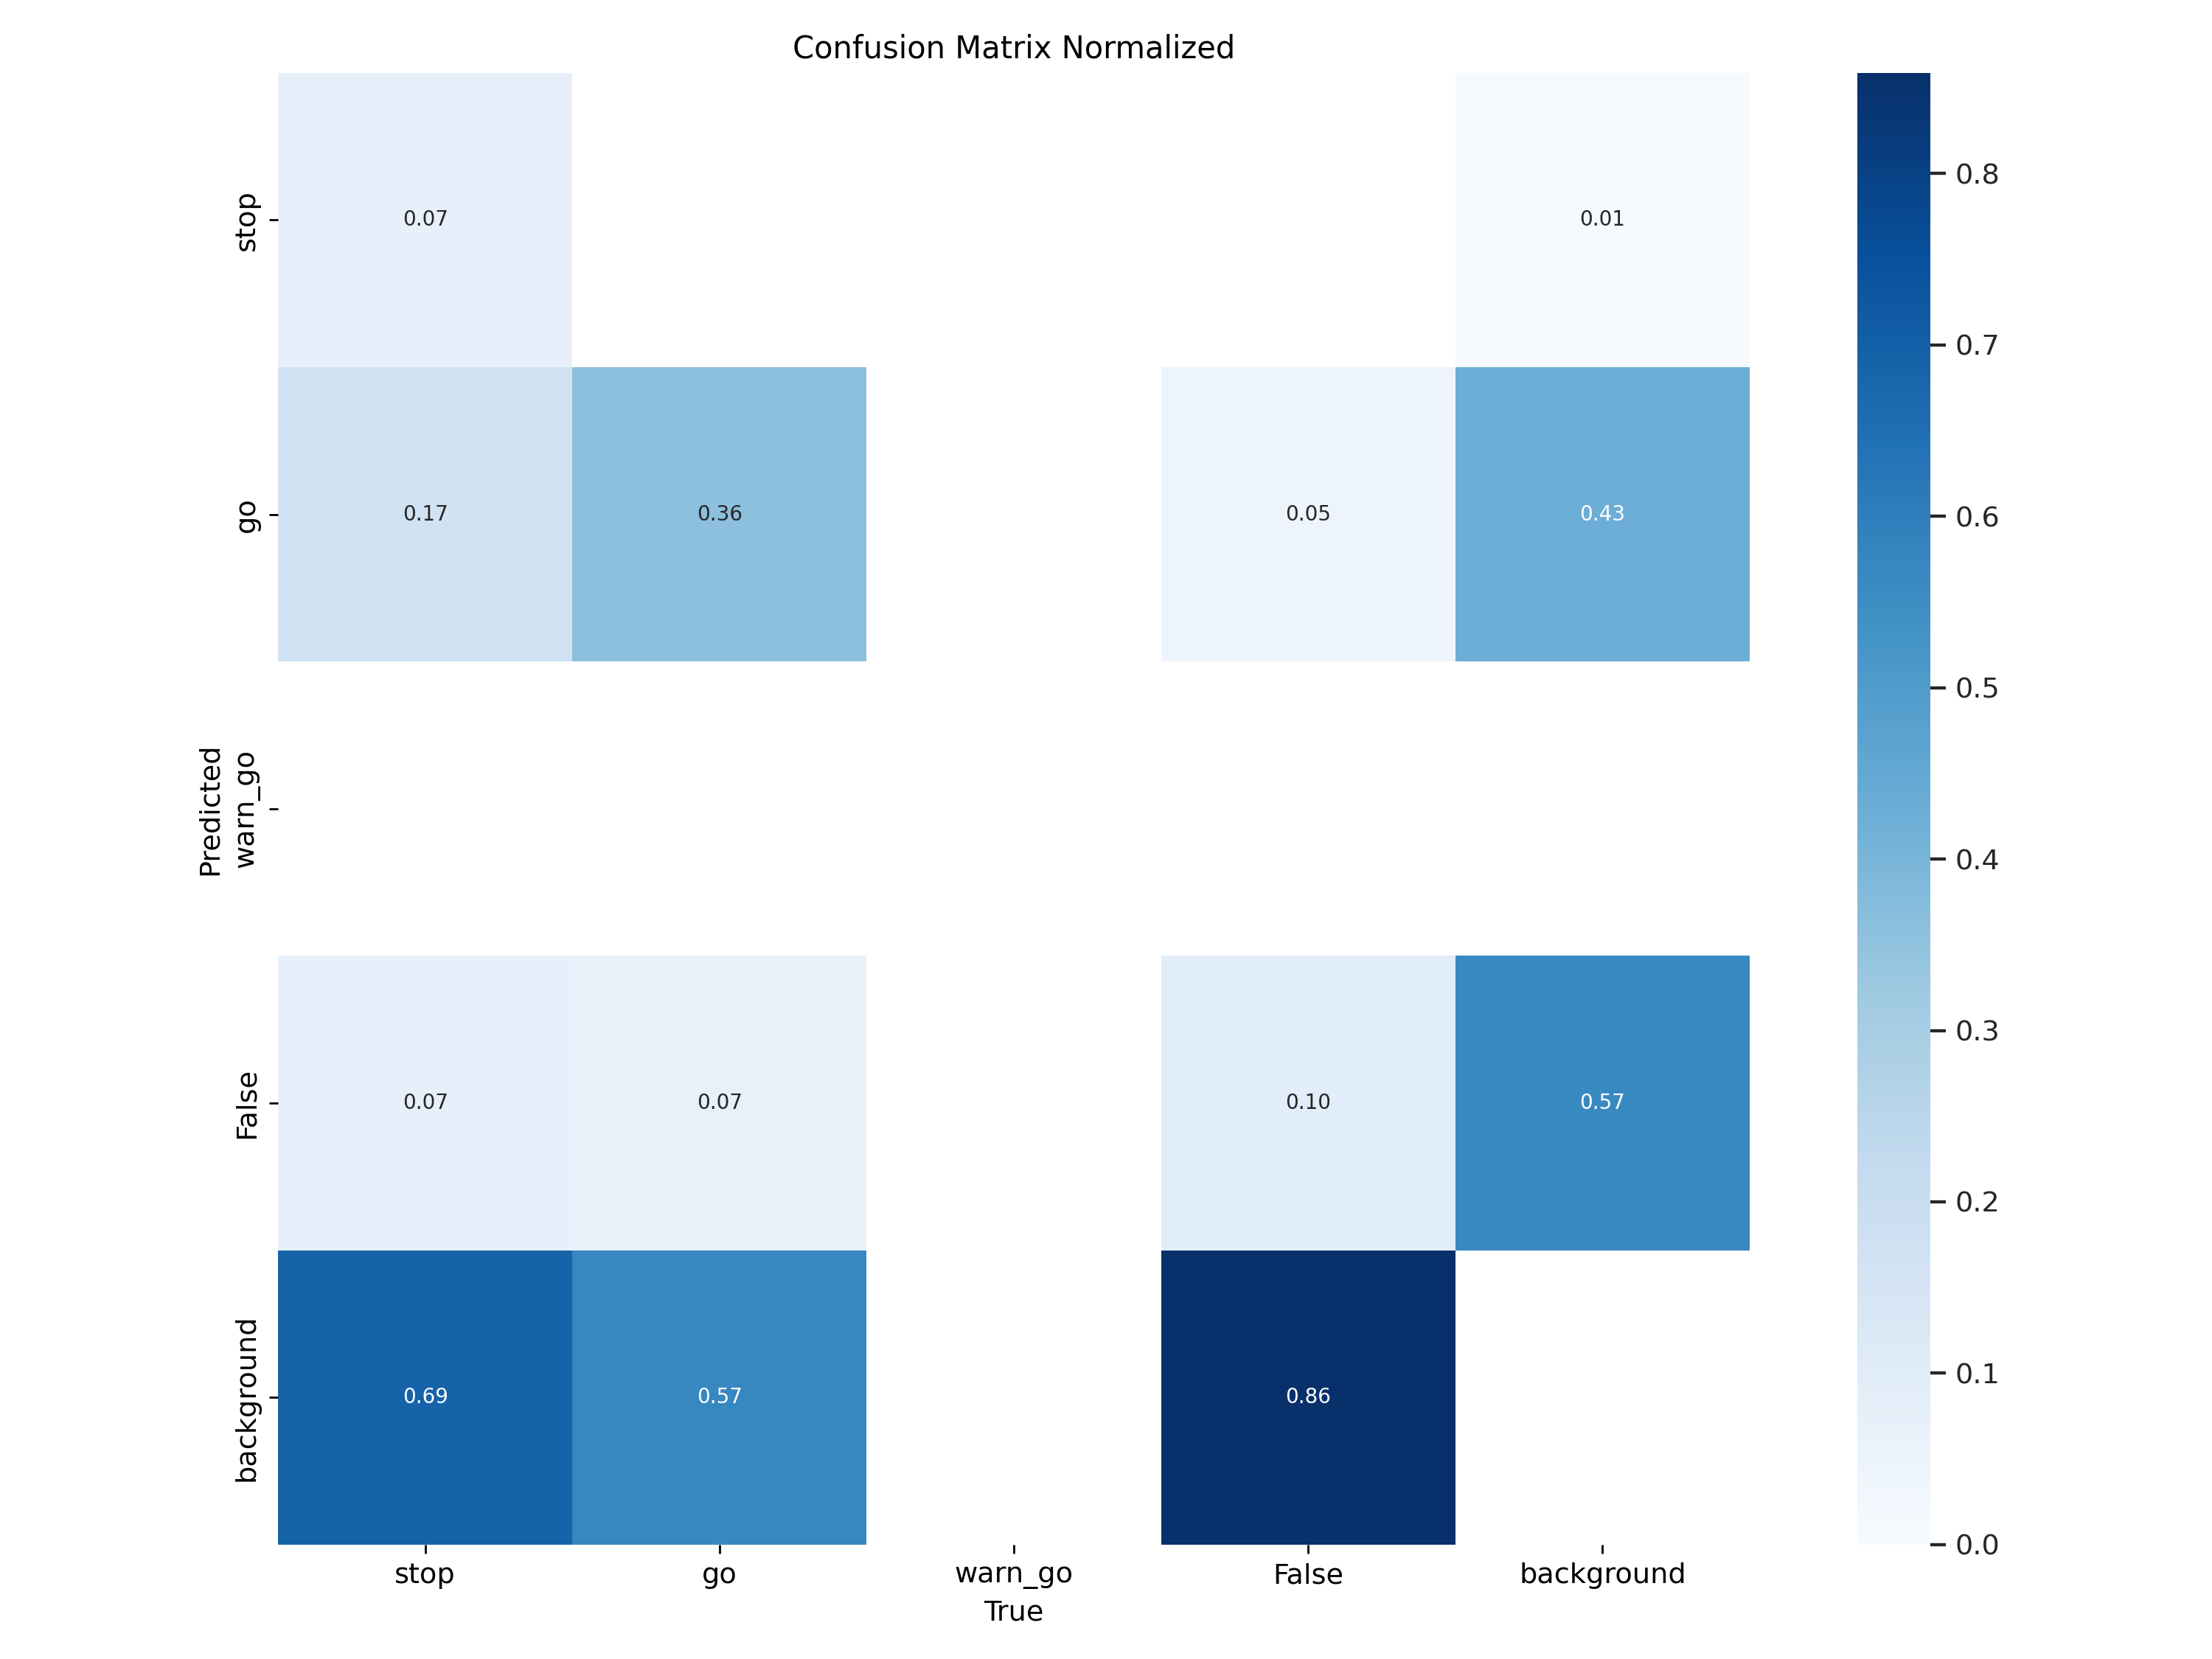 Confusion Matrix Normalized
stop
0.07
0.01
0.8
0.7
go
0.17
0.36
0.05
0.43
0.6
0.5
Predicted
warn_go
0.4
0.3
False
0.07
0.07
0.10
0.57
0.2
0.1
background
0.69
0.57
0.86
0.0
stop
go
warn_go
False
background
True